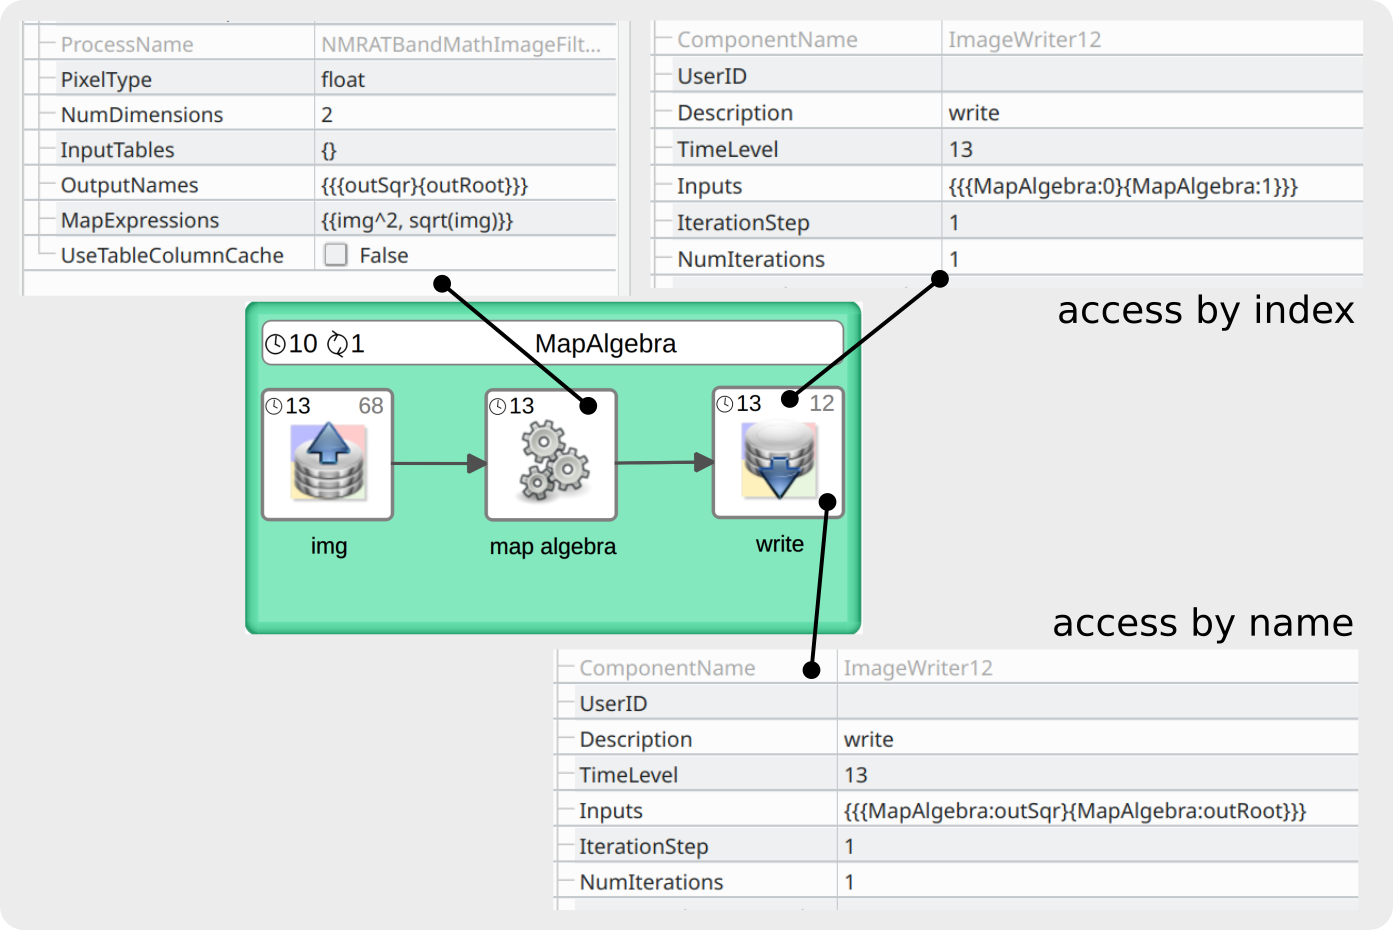 ProcessName NMRATBandMathImageFilt...
PixelType float
NumDimensions 2
InputTables {}
OutputNames {{{outSqr}{outRoot}}}
MapExpressions {{img^2, sqrt(img)}}
UseTableColumnCache False
ComponentName ImageWriter12
UserID
Description write
TimeLevel 13
Inputs {{{MapAlgebra:0}{MapAlgebra:1}}}
IterationStep 1
NumIterations 1
access by index
10 1 MapAlgebra
13 68
13
13 12
img
map algebra
write
access by name
ComponentName ImageWriter12
UserID
Description write
TimeLevel 13
Inputs {{{MapAlgebra:outSqr}{MapAlgebra:outRoot}}}
IterationStep 1
NumIterations 1